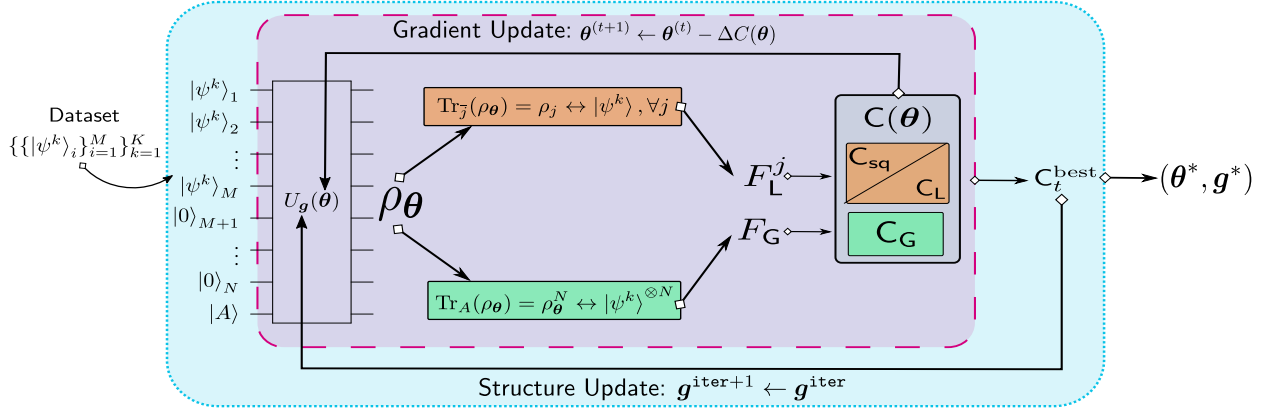 Gradient Update: 𝜽^{(t+1)} ← 𝜽^{(t)} − ΔC(𝜽)
Dataset
{{|ψ^k⟩_i}_{i=1}^M}_{k=1}^K
|ψ^k⟩_1
|ψ^k⟩_2
⋮
|ψ^k⟩_M
|0⟩_{M+1}
⋮
|0⟩_N
|A⟩
U_𝒈(𝜽)
ρ_𝜽
Tr_{j̅}(ρ_𝜽) = ρ_j ↔ |ψ^k⟩, ∀j
Tr_A(ρ_𝜽) = ρ_𝜽^N ↔ |ψ^k⟩^{⊗N}
F_L^j
F_G
C(𝜽)
C_sq
C_L
C_G
C_t^{best}
(𝜽*, 𝒈*)
Structure Update: 𝒈^{iter+1} ← 𝒈^{iter}